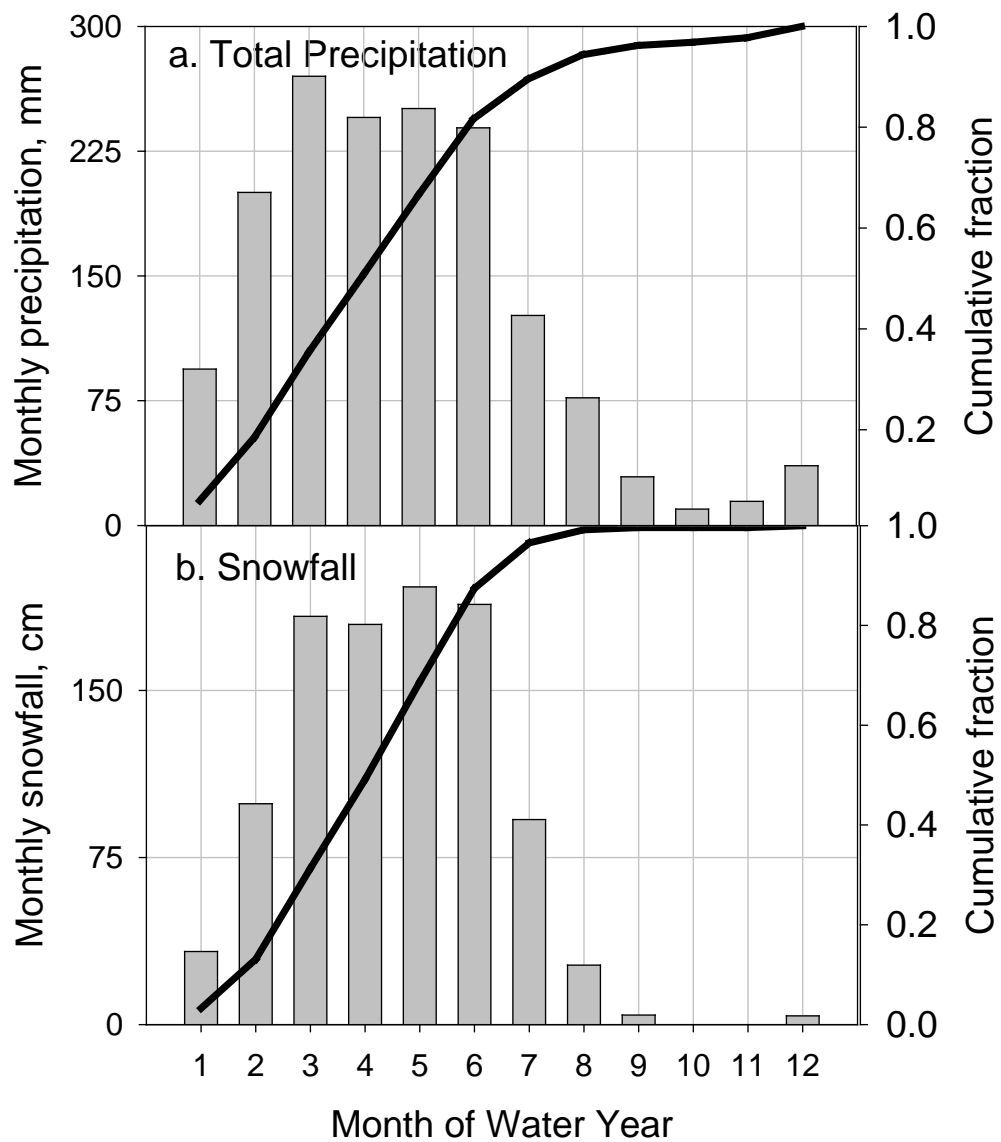 a. Total Precipitation
Monthly precipitation, mm
300
225
150
75
0
1.0
0.8
0.6
0.4
0.2
Cumulative fraction
b. Snowfall
Monthly snowfall, cm
150
75
0
1.0
0.8
0.6
0.4
0.2
0.0
Cumulative fraction
1 2 3 4 5 6 7 8 9 10 11 12
Month of Water Year